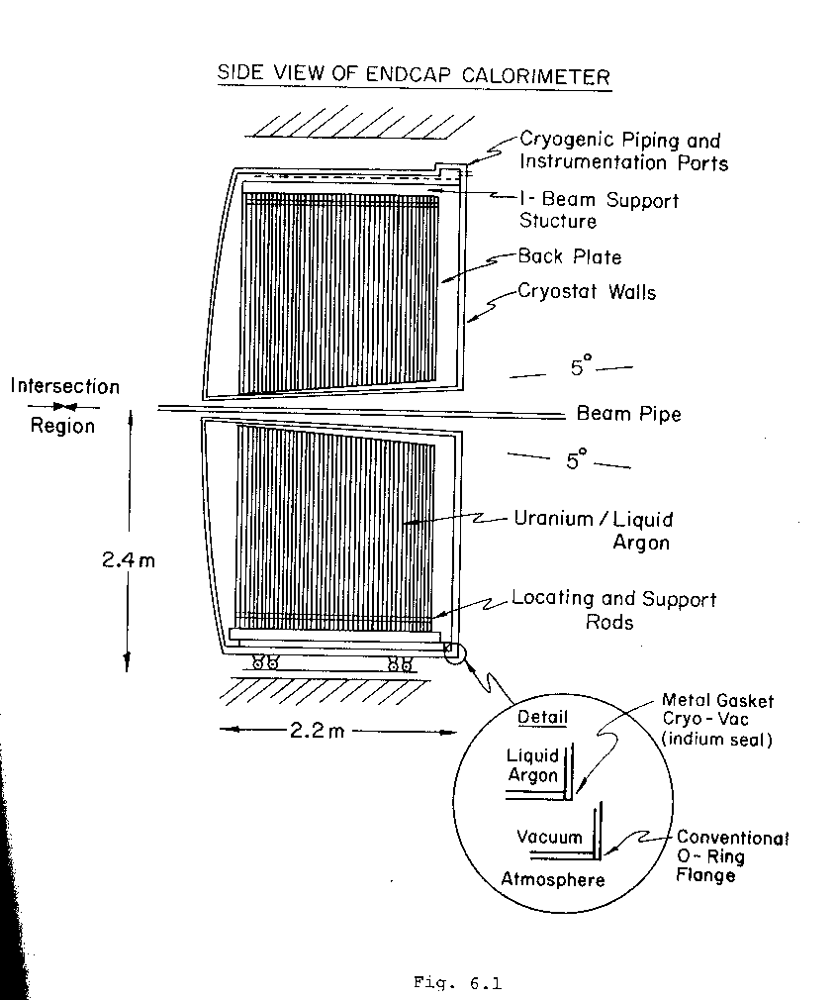 SIDE VIEW OF ENDCAP CALORIMETER
Cryogenic Piping and
Instrumentation Ports
I-Beam Support
Stucture
Back Plate
Cryostat Walls
5°
Intersection
Region
Beam Pipe
5°
Uranium / Liquid
Argon
2.4 m
Locating and Support
Rods
2.2 m
Detail
Metal Gasket
Cryo-Vac
(indium seal)
Liquid
Argon
Vacuum
Conventional
O-Ring
Flange
Atmosphere
Fig. 6.1